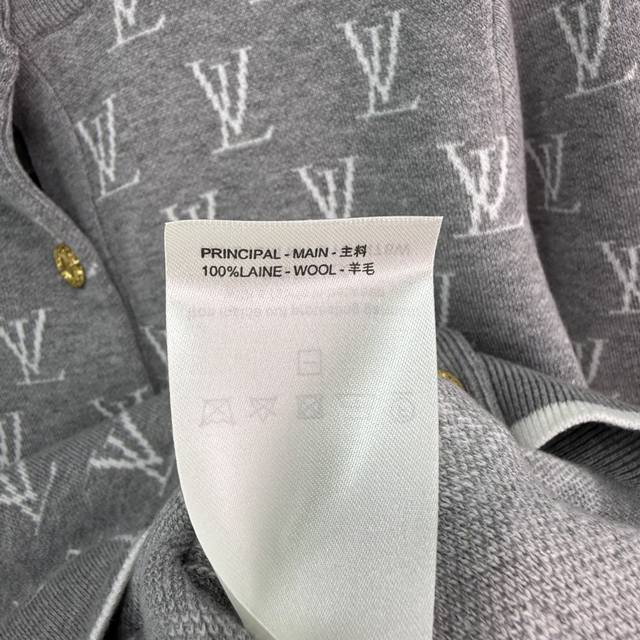 PRINCIPAL - MAIN - 主料
100%LAINE - WOOL - 羊毛